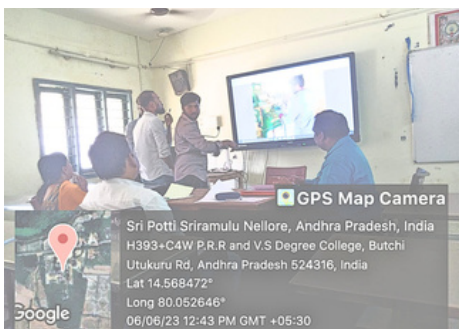 GPS Map Camera
Sri Potti Sriramulu Nellore, Andhra Pradesh, India
H393+C4W P.R.R and V.S Degree College, Butchi
Utukuru Rd, Andhra Pradesh 524316, India
Lat 14.568472°
Long 80.052646°
06/06/23 12:43 PM GMT +05:30
Google